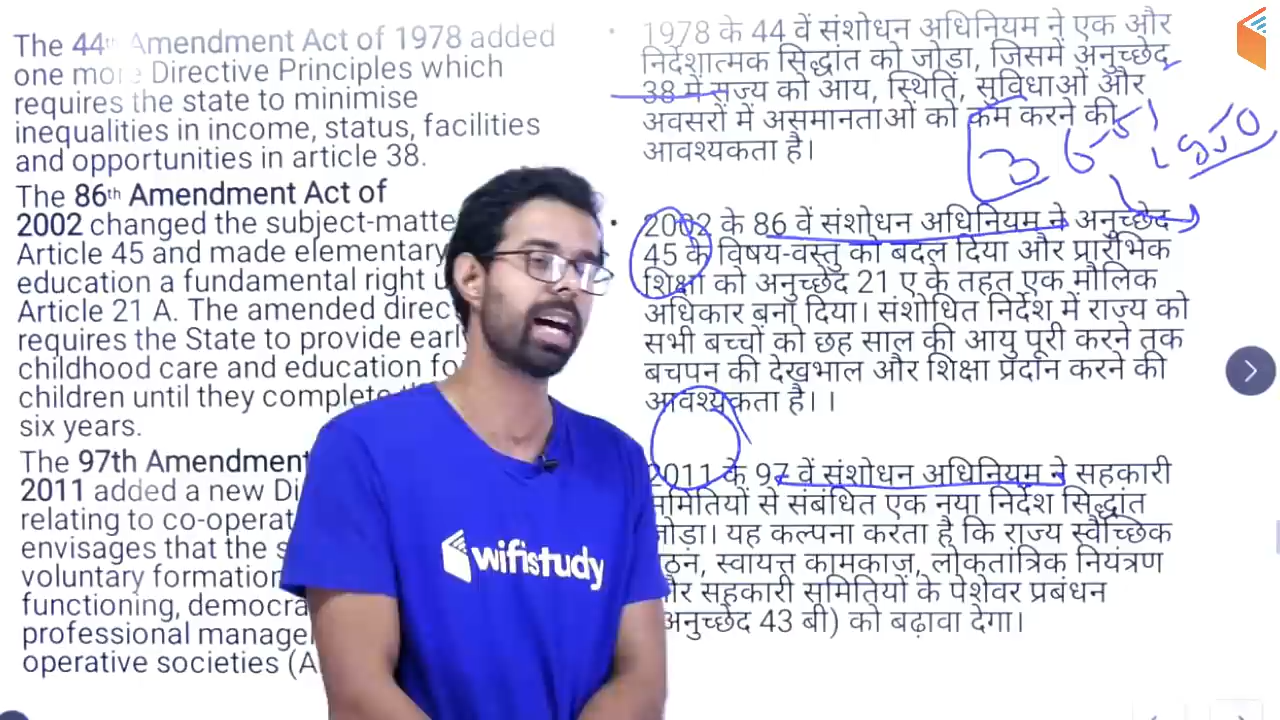 The 44th Amendment Act of 1978 added
one more Directive Principles which
requires the state to minimise
inequalities in income, status, facilities
and opportunities in article 38.
The 86th Amendment Act of
2002 changed the subject-matte
Article 45 and made elementary
education a fundamental right u
Article 21 A. The amended direc
requires the State to provide earl
childhood care and education fo
children until they complete
six years.
The 97th Amendment
2011 added a new Di
relating to co-operat
envisages that the s
voluntary formation
functioning, democra
professional manage
operative societies (A
• 1978 के 44 वें संशोधन अधिनियम ने एक और
निर्देशात्मक सिद्धांत को जोड़ा, जिसमें अनुच्छेद
38 में राज्य को आय, स्थिति, सुविधाओं और
अवसरों में असमानताओं को कम करने की
आवश्यकता है।
3 6-51
1950
• 2002 के 86 वें संशोधन अधिनियम ने अनुच्छेद
45 के विषय-वस्तु को बदल दिया और प्रारंभिक
शिक्षा को अनुच्छेद 21 ए के तहत एक मौलिक
अधिकार बना दिया। संशोधित निर्देश में राज्य को
सभी बच्चों को छह साल की आयु पूरी करने तक
बचपन की देखभाल और शिक्षा प्रदान करने की
आवश्यकता है। ।
2011 के 97 वें संशोधन अधिनियम ने सहकारी
समितियों से संबंधित एक नया निर्देश सिद्धांत
जोड़ा। यह कल्पना करता है कि राज्य स्वैच्छिक
गठन, स्वायत्त कामकाज, लोकतांत्रिक नियंत्रण
और सहकारी समितियों के पेशेवर प्रबंधन
(अनुच्छेद 43 बी) को बढ़ावा देगा।
wifistudy